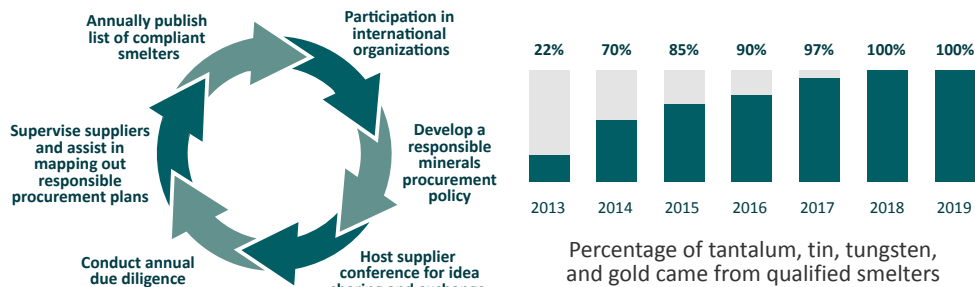 Annually publish
list of compliant
smelters
Participation in
international
organizations
Develop a
responsible
minerals
procurement
policy
Host supplier
conference for idea
sharing and exchange
Conduct annual
due diligence
Supervise suppliers
and assist in
mapping out
responsible
procurement plans
22% 70% 85% 90% 97% 100% 100%
2013 2014 2015 2016 2017 2018 2019
Percentage of tantalum, tin, tungsten,
and gold came from qualified smelters